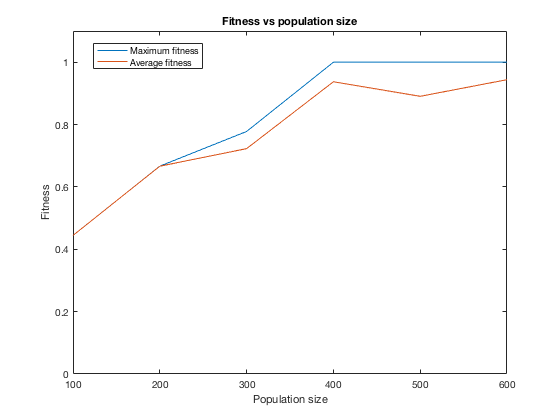 Fitness vs population size
Maximum fitness
Average fitness
1
0.8
0.6
0.4
0.2
0
Fitness
100 200 300 400 500 600
Population size